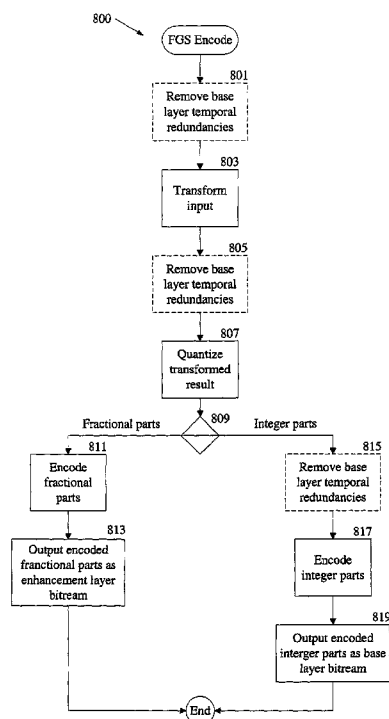 800
FGS Encode
801
Remove base
layer temporal
redundancies
803
Transform
input
805
Remove base
layer temporal
redundancies
807
Quantize
transformed
result
809
Fractional parts
Integer parts
811
Encode
fractional
parts
815
Remove base
layer temporal
redundancies
813
Output encoded
franctional parts as
enhancement layer
bitream
817
Encode
integer parts
819
Output encoded
interger parts as base
layer bitream
End